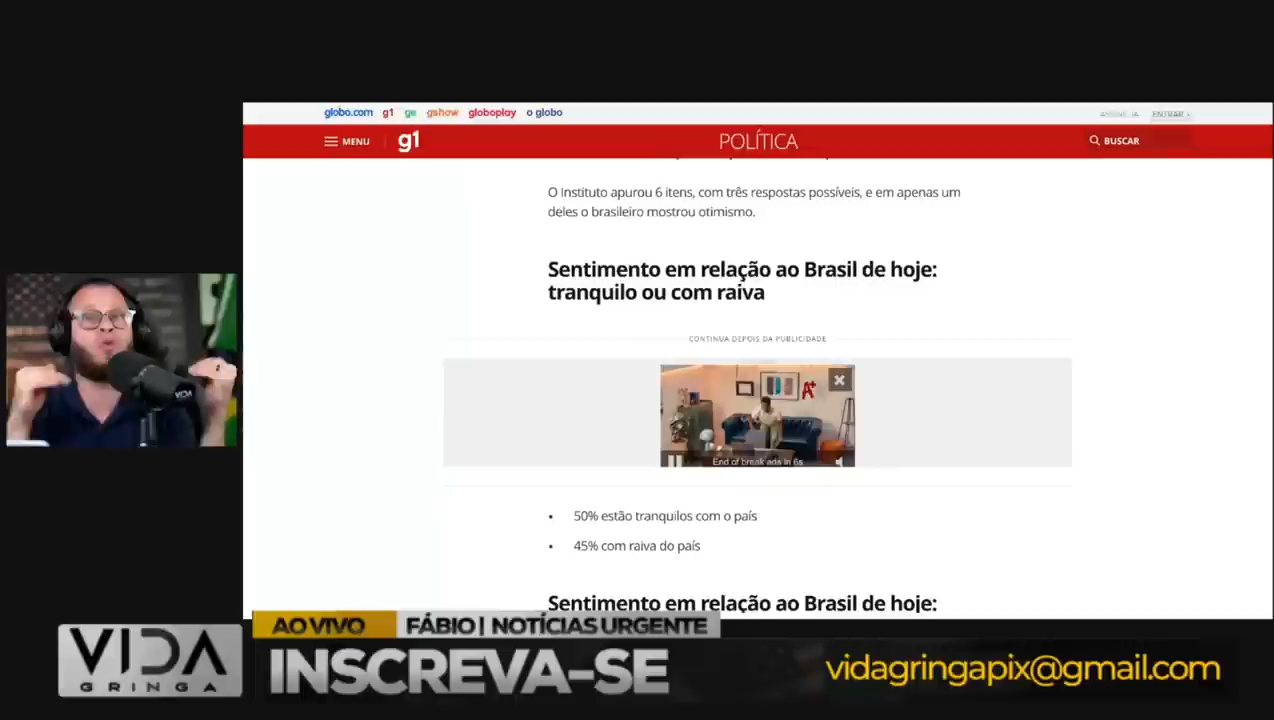 globo.com g1 ge gshow globoplay o globo
ENTRAR ›
MENU g1 POLÍTICA BUSCAR
O Instituto apurou 6 itens, com três respostas possíveis, e em apenas um
deles o brasileiro mostrou otimismo.
Sentimento em relação ao Brasil de hoje:
tranquilo ou com raiva
CONTINUA DEPOIS DA PUBLICIDADE
A+
End of break ads in 6s
• 50% estão tranquilos com o país
• 45% com raiva do país
Sentimento em relação ao Brasil de hoje:
AO VIVO FÁBIO | NOTÍCIAS URGENTE
VIDA
GRINGA
INSCREVA-SE
vidagringapix@gmail.com